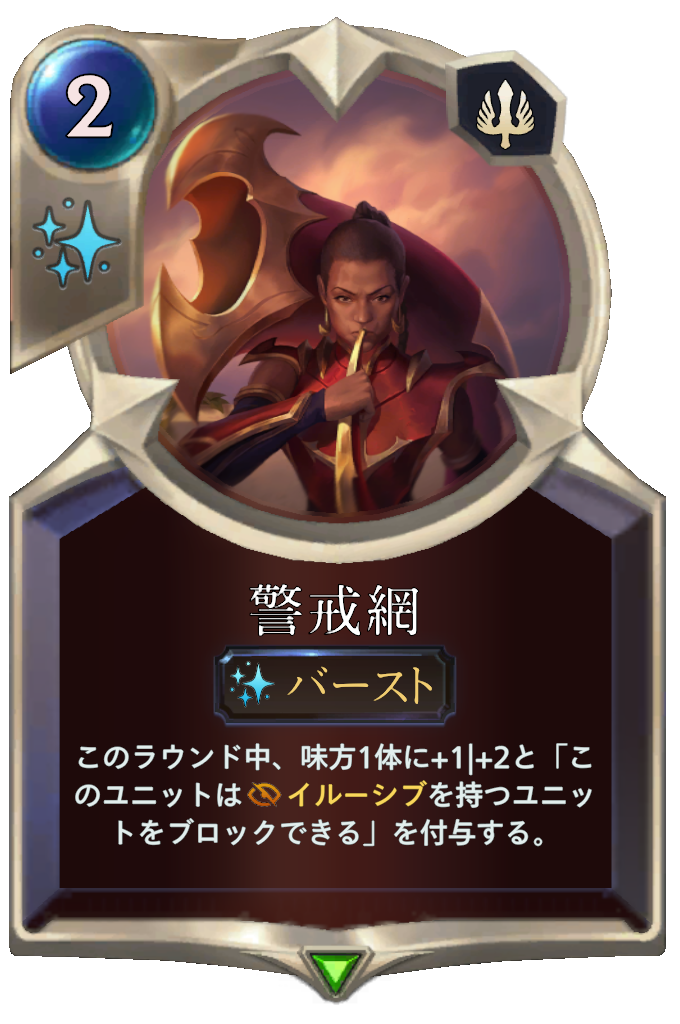 2
警戒網
バースト
このラウンド中、味方1体に+1|+2と「こ
のユニットはイルーシブを持つユニッ
トをブロックできる」を付与する。